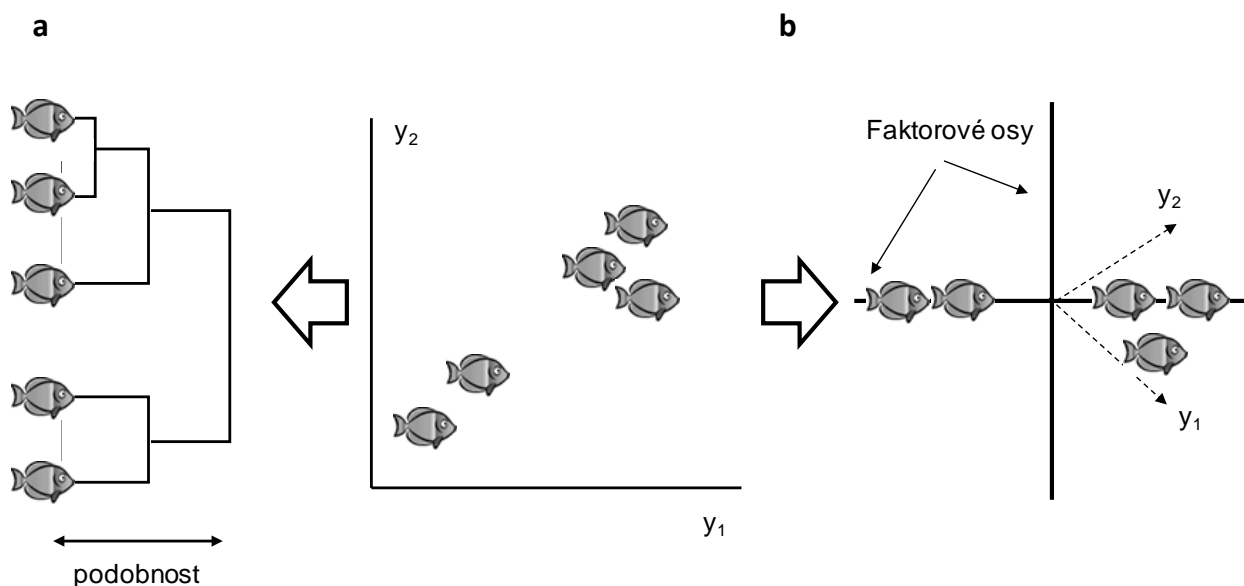 a
b
y₂
Faktorové osy
y₂
y₁
y₁
podobnost